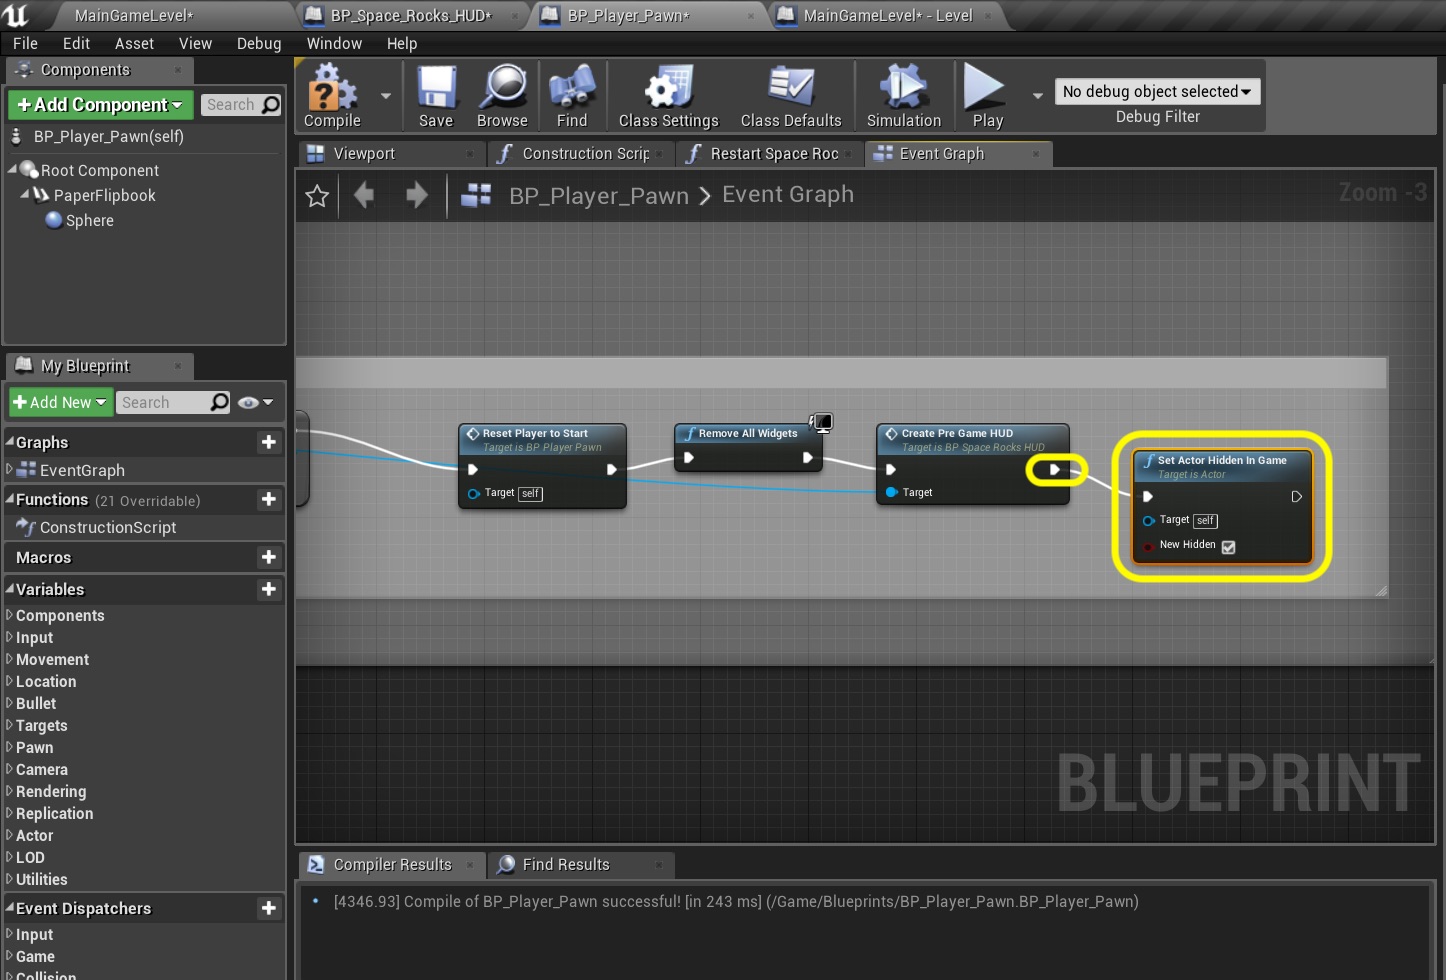 MainGameLevel*
BP_Space_Rocks_HUD*
BP_Player_Pawn*
MainGameLevel* - Level
File Edit Asset View Debug Window Help
Components
+Add Component
Search
BP_Player_Pawn(self)
Root Component
PaperFlipbook
Sphere
My Blueprint
+Add New
Search
Graphs
EventGraph
Functions (21 Overridable)
ConstructionScript
Macros
Variables
Components
Input
Movement
Location
Bullet
Targets
Pawn
Camera
Rendering
Replication
Actor
LOD
Utilities
Event Dispatchers
Input
Game
Collision
Compile
Save
Browse
Find
Class Settings
Class Defaults
Simulation
Play
No debug object selected
Debug Filter
Viewport
Construction Scrip
Restart Space Roc
Event Graph
BP_Player_Pawn > Event Graph
Zoom -3
Reset Player to Start
Target is BP Player Pawn
Target self
Remove All Widgets
Create Pre Game HUD
Target is BP Space Rocks HUD
Target
Set Actor Hidden In Game
Target is Actor
Target self
New Hidden
BLUEPRINT
Compiler Results
Find Results
[4346.93] Compile of BP_Player_Pawn successful! [in 243 ms] (/Game/Blueprints/BP_Player_Pawn.BP_Player_Pawn)